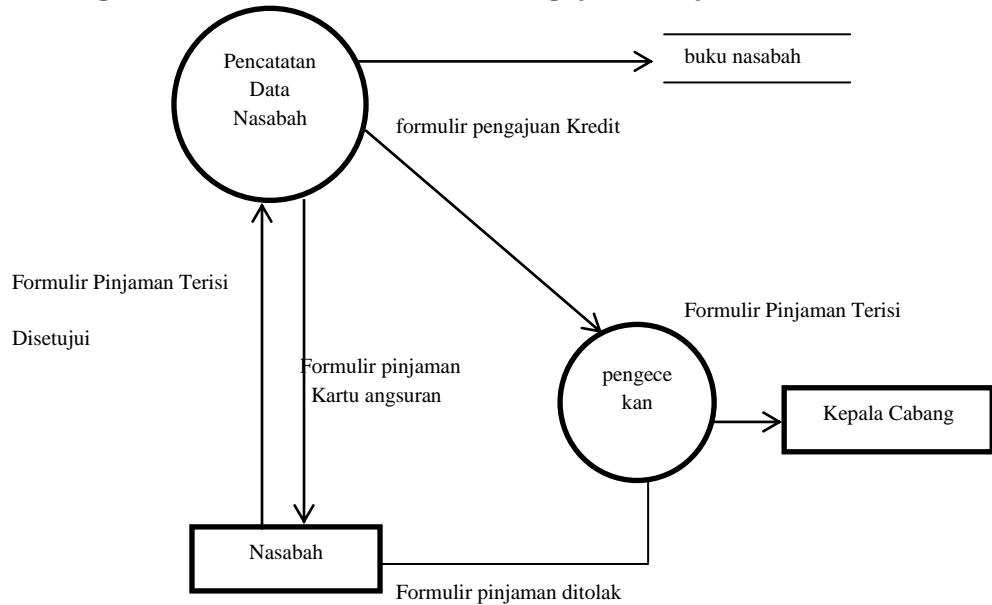 Pencatatan
Data
Nasabah
buku nasabah
formulir pengajuan Kredit
Formulir Pinjaman Terisi
Disetujui
Formulir Pinjaman Terisi
Formulir pinjaman
Kartu angsuran
pengece
kan
Kepala Cabang
Nasabah
Formulir pinjaman ditolak